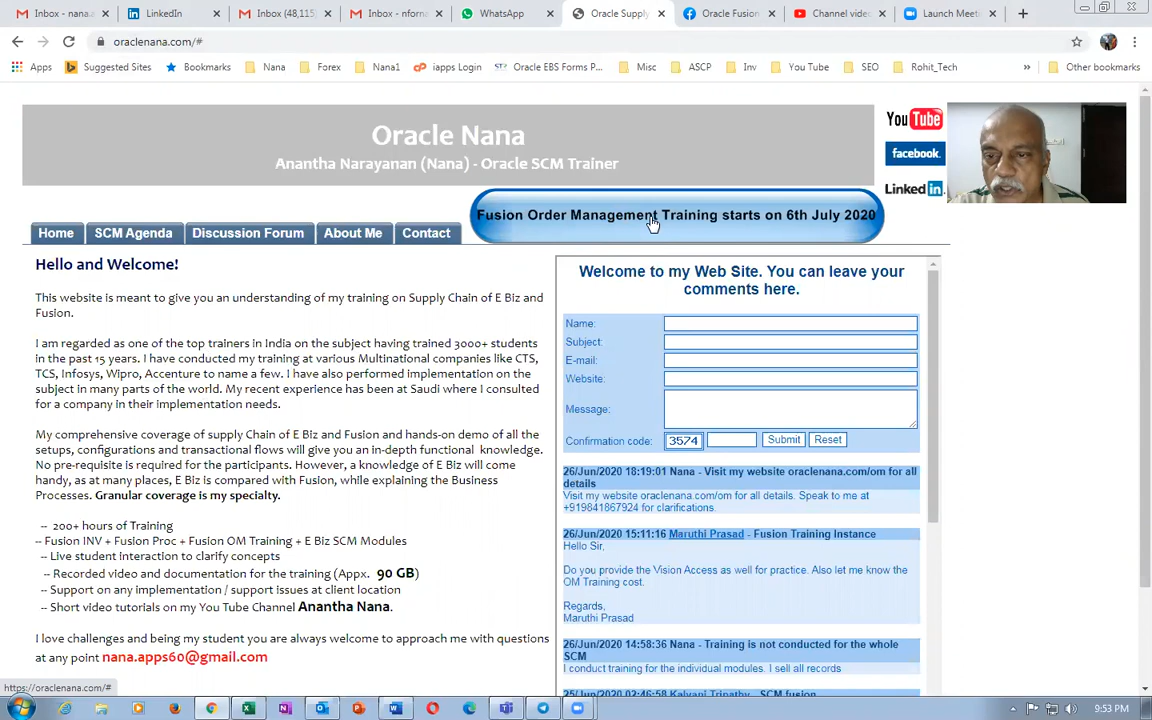 Inbox - nana.
LinkedIn
Inbox (48,115
Inbox - nforna
WhatsApp
Oracle Supply
Oracle Fusion
Channel video
Launch Meeti
oraclenana.com/#
Apps
Suggested Sites
Bookmarks
Nana
Forex
Nana1
iapps Login
Oracle EBS Forms P...
Misc
ASCP
Inv
You Tube
SEO
Rohit_Tech
»
Other bookmarks
Oracle Nana
Anantha Narayanan (Nana) - Oracle SCM Trainer
You Tube
facebook.
Linked in
Fusion Order Management Training starts on 6th July 2020
Home
SCM Agenda
Discussion Forum
About Me
Contact
Hello and Welcome!
This website is meant to give you an understanding of my training on Supply Chain of E Biz and
Fusion.
I am regarded as one of the top trainers in India on the subject having trained 3000+ students
in the past 15 years. I have conducted my training at various Multinational companies like CTS,
TCS, Infosys, Wipro, Accenture to name a few. I have also performed implementation on the
subject in many parts of the world. My recent experience has been at Saudi where I consulted
for a company in their implementation needs.
My comprehensive coverage of supply Chain of E Biz and Fusion and hands-on demo of all the
setups, configurations and transactional flows will give you an in-depth functional knowledge.
No pre-requisite is required for the participants. However, a knowledge of E Biz will come
handy, as at many places, E Biz is compared with Fusion, while explaining the Business
Processes. Granular coverage is my specialty.
-- 200+ hours of Training
-- Fusion INV + Fusion Proc + Fusion OM Training + E Biz SCM Modules
-- Live student interaction to clarify concepts
-- Recorded video and documentation for the training (Appx. 90 GB)
-- Support on any implementation / support issues at client location
-- Short video tutorials on my You Tube Channel Anantha Nana.
I love challenges and being my student you are always welcome to approach me with questions
at any point nana.apps60@gmail.com
Welcome to my Web Site. You can leave your
comments here.
Name:
Subject:
E-mail:
Website:
Message:
Confirmation code:
3574
Submit
Reset
26/Jun/2020 18:19:01 Nana - Visit my website oraclenana.com/om for all
details
Visit my website oraclenana.com/om for all details. Speak to me at
+919841867924 for clarifications.
26/Jun/2020 15:11:16 Maruthi Prasad - Fusion Training Instance
Hello Sir,
Do you provide the Vision Access as well for practice. Also let me know the
OM Training cost.
Regards,
Maruthi Prasad
26/Jun/2020 14:58:36 Nana - Training is not conducted for the whole
SCM
I conduct training for the individual modules. I sell all records
26/Jun/2020 02:46:58 Kalyani Tripathy - SCM fusion
https://oraclenana.com/#
9:53 PM